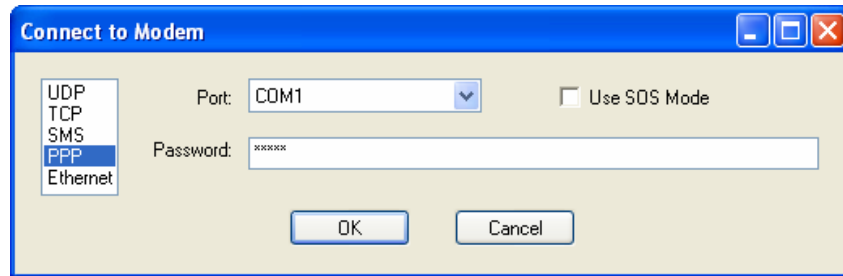 Connect to Modem
UDP
TCP
SMS
PPP
Ethernet
Port: COM1
Use SOS Mode
Password: *****
OK Cancel